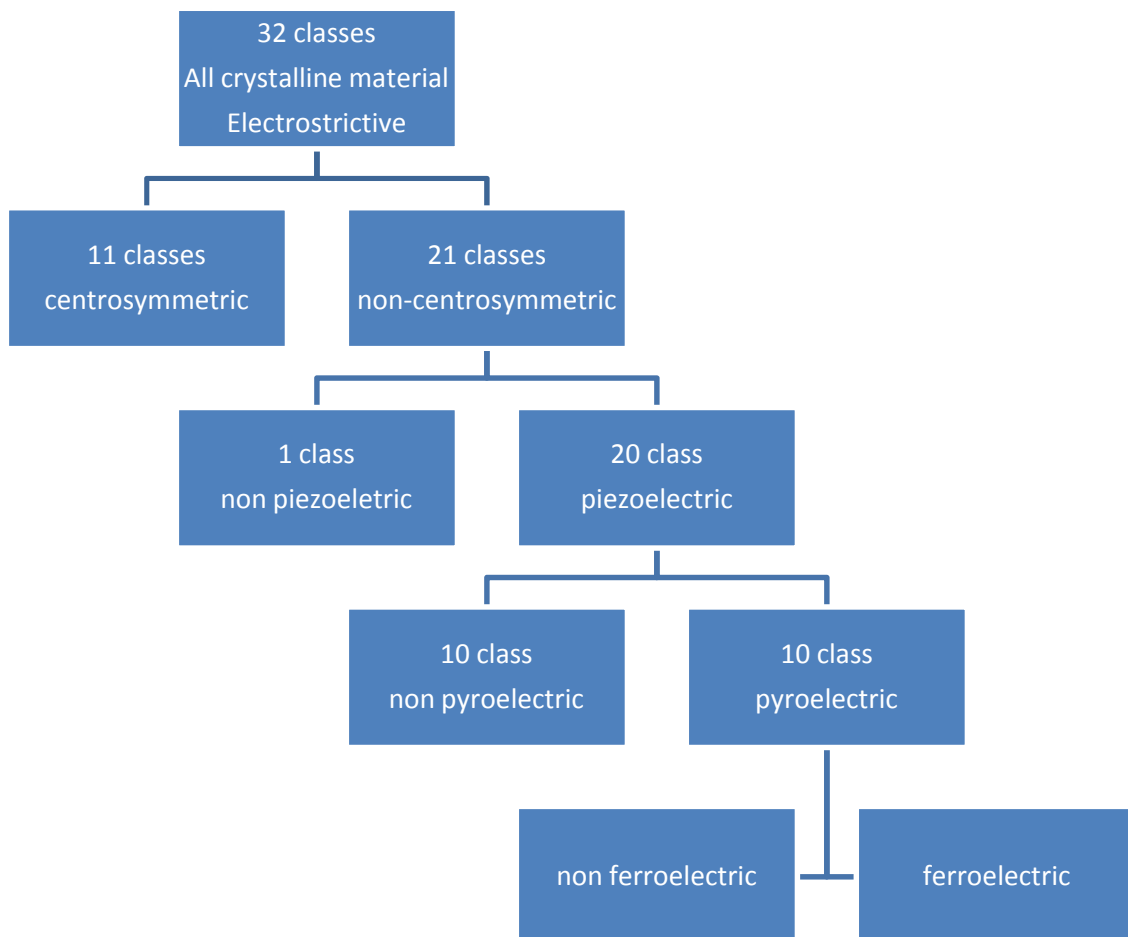 32 classes
All crystalline material
Electrostrictive
11 classes
centrosymmetric
21 classes
non-centrosymmetric
1 class
non piezoeletric
20 class
piezoelectric
10 class
non pyroelectric
10 class
pyroelectric
non ferroelectric
ferroelectric